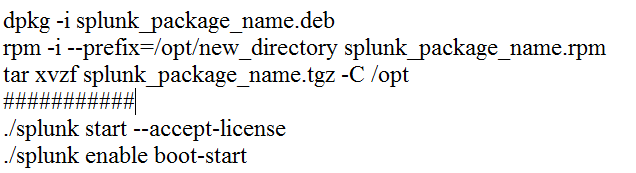 dpkg -i splunk_package_name.deb
rpm -i --prefix=/opt/new_directory splunk_package_name.rpm
tar xvzf splunk_package_name.tgz -C /opt
###########
./splunk start --accept-license
./splunk enable boot-start